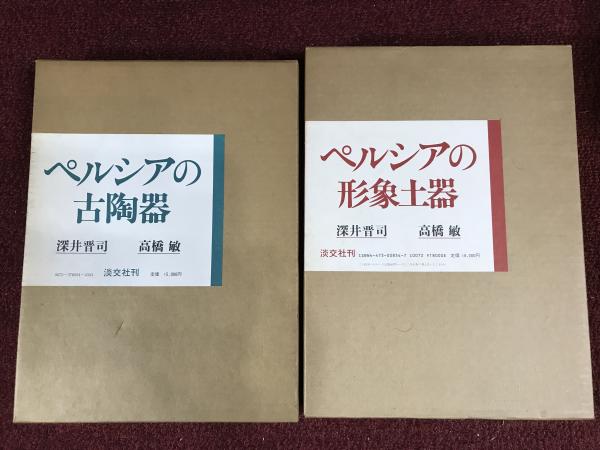 ペルシアの
古陶器
深井晋司 高橋敏
淡交社刊
ペルシアの
形象土器
深井晋司 高橋敏
淡交社刊 定価